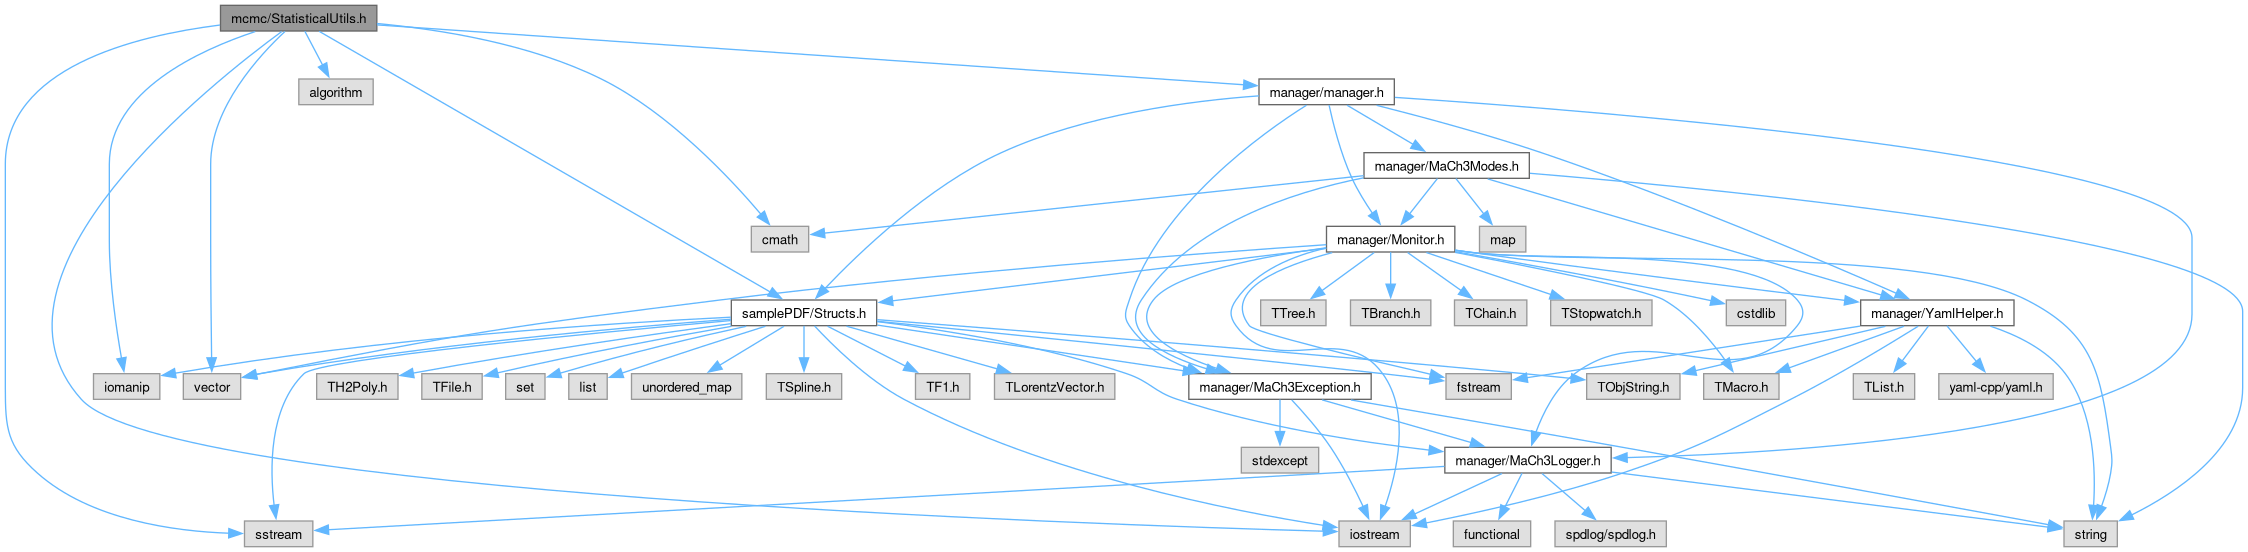 mcmc/StatisticalUtils.h
algorithm
manager/manager.h
manager/MaCh3Modes.h
cmath
manager/Monitor.h
map
samplePDF/Structs.h
TTree.h
TBranch.h
TChain.h
TStopwatch.h
cstdlib
manager/YamlHelper.h
iomanip
vector
TH2Poly.h
TFile.h
set
list
unordered_map
TSpline.h
TF1.h
TLorentzVector.h
manager/MaCh3Exception.h
fstream
TObjString.h
TMacro.h
TList.h
yaml-cpp/yaml.h
stdexcept
manager/MaCh3Logger.h
sstream
iostream
functional
spdlog/spdlog.h
string